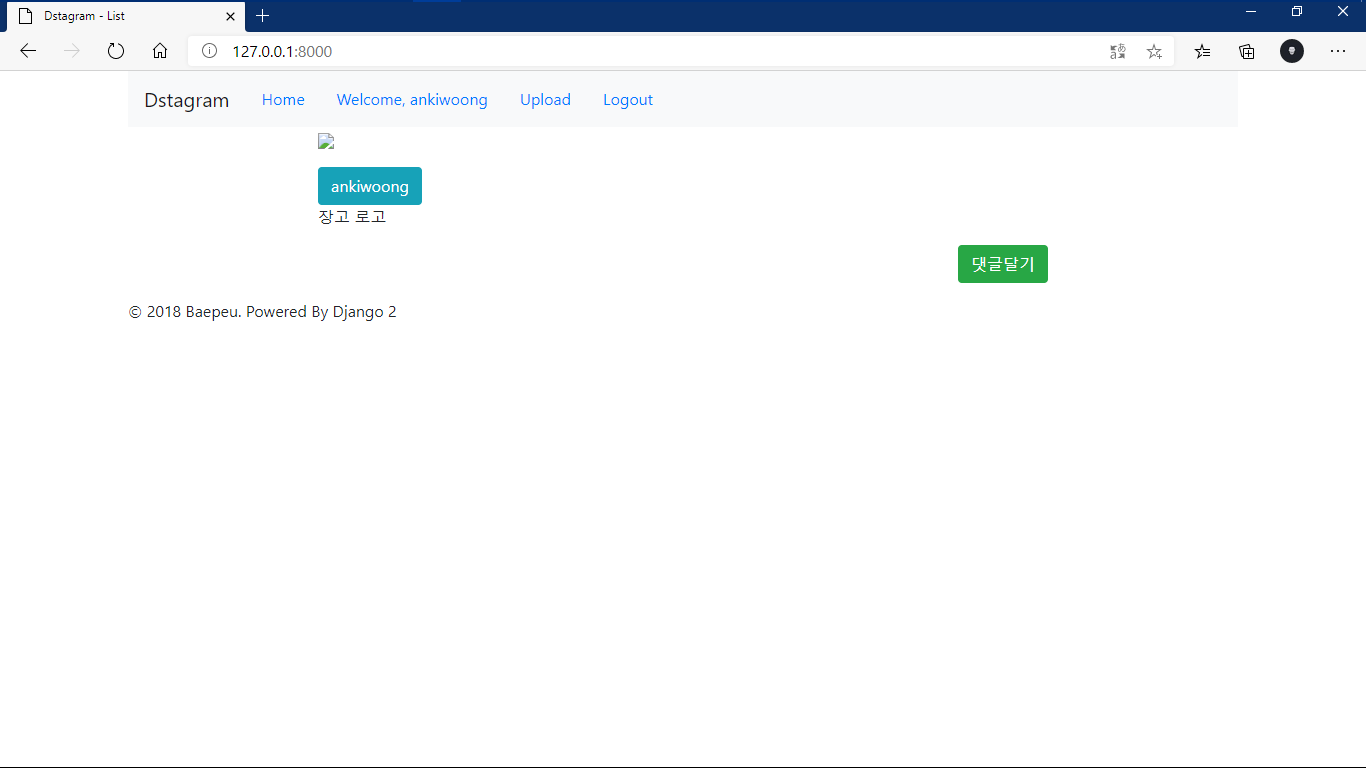 Dstagram - List
127.0.0.1:8000
Dstagram Home Welcome, ankiwoong Upload Logout
ankiwoong
장고 로고
댓글달기
© 2018 Baepeu. Powered By Django 2